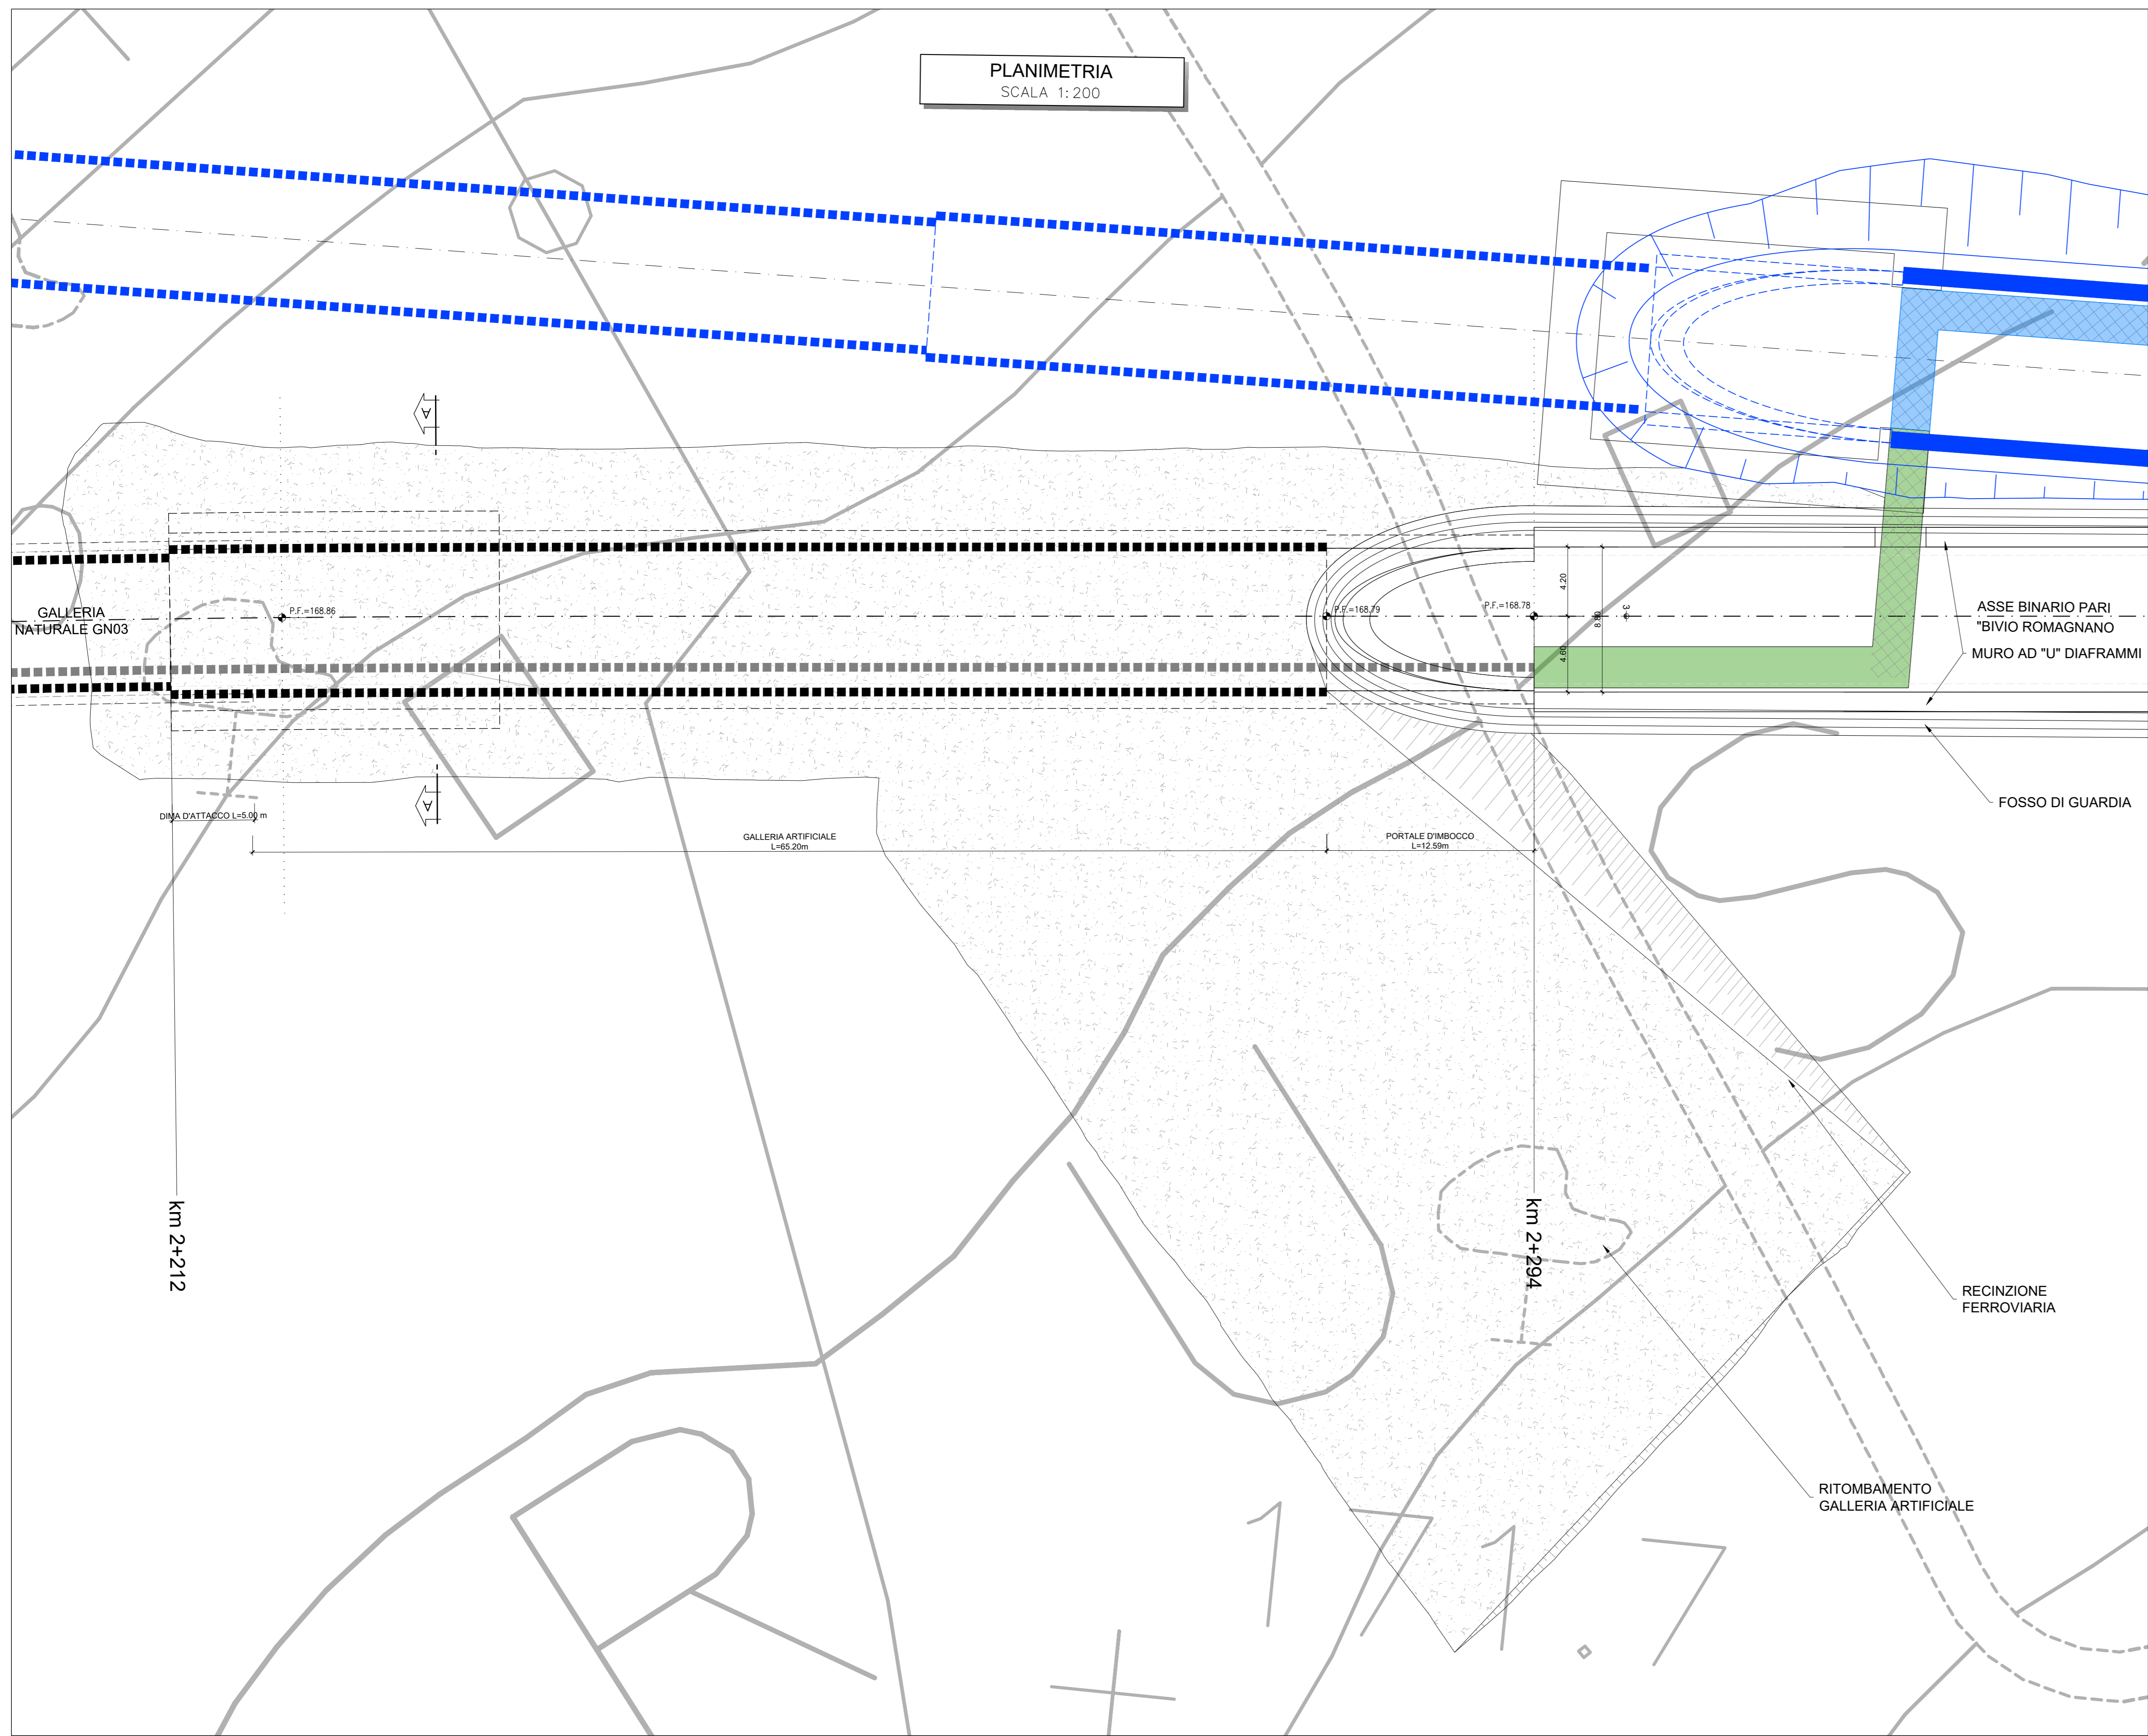 PLANIMETRIA
SCALA 1:200
A
GALLERIA
NATURALE GN03
P.F.=168.86
P.F.=168.79
P.F.=168.78
4.20
8.80
4.60
3
ASSE BINARIO PARI
"BIVIO ROMAGNANO
MURO AD "U" DIAFRAMMI
FOSSO DI GUARDIA
A
DIMA D'ATTACCO L=5.00 m
GALLERIA ARTIFICIALE
L=65.20m
PORTALE D'IMBOCCO
L=12.59m
km 2+212
km 2+294
RECINZIONE
FERROVIARIA
RITOMBAMENTO
GALLERIA ARTIFICIALE
1717